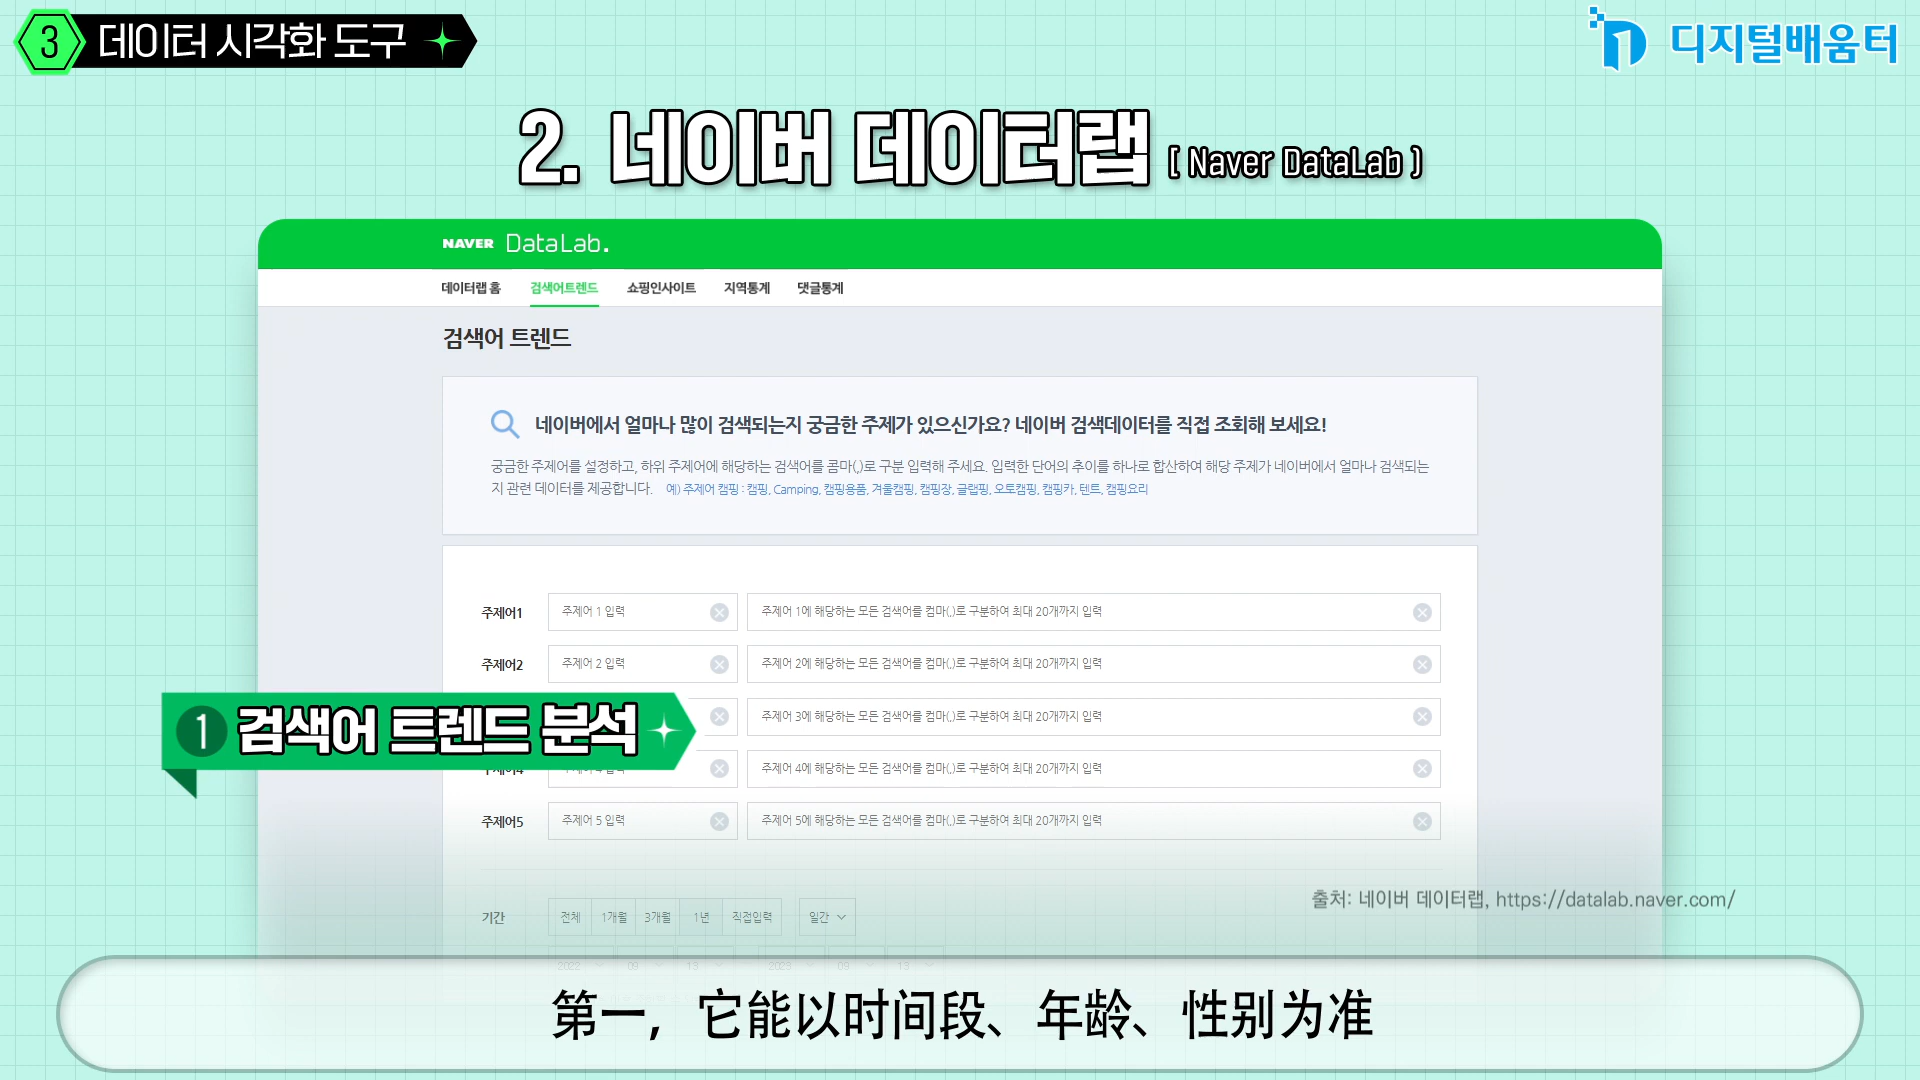 3 데이터 시각화 도구
디지털배움터
2. 네이버 데이터랩 [ Naver DataLab ]
NAVER DataLab.
데이터랩 홈 검색어트렌드 쇼핑인사이트 지역통계 댓글통계
검색어 트렌드
네이버에서 얼마나 많이 검색되는지 궁금한 주제가 있으신가요? 네이버 검색데이터를 직접 조회해 보세요!
궁금한 주제어를 설정하고, 하위 주제어에 해당하는 검색어를 콤마(,)로 구분 입력해 주세요. 입력한 단어의 추이를 하나로 합산하여 해당 주제가 네이버에서 얼마나 검색되는
지 관련 데이터를 제공합니다. 예) 주제어 캠핑 : 캠핑, Camping, 캠핑용품, 겨울캠핑, 캠핑장, 글램핑, 오토캠핑, 캠핑카, 텐트, 캠핑요리
주제어1 주제어 1 입력 주제어 1에 해당하는 모든 검색어를 컴마(,)로 구분하여 최대 20개까지 입력
주제어2 주제어 2 입력 주제어 2에 해당하는 모든 검색어를 컴마(,)로 구분하여 최대 20개까지 입력
주제어 3에 해당하는 모든 검색어를 컴마(,)로 구분하여 최대 20개까지 입력
1 검색어 트렌드 분석
주제어 4에 해당하는 모든 검색어를 컴마(,)로 구분하여 최대 20개까지 입력
주제어5 주제어 5 입력 주제어 5에 해당하는 모든 검색어를 컴마(,)로 구분하여 최대 20개까지 입력
출처: 네이버 데이터랩, https://datalab.naver.com/
기간 전체 1개월 3개월 1년 직접입력 일간
2022 09 13 2023 09 13
第一，它能以时间段、年龄、性别为准